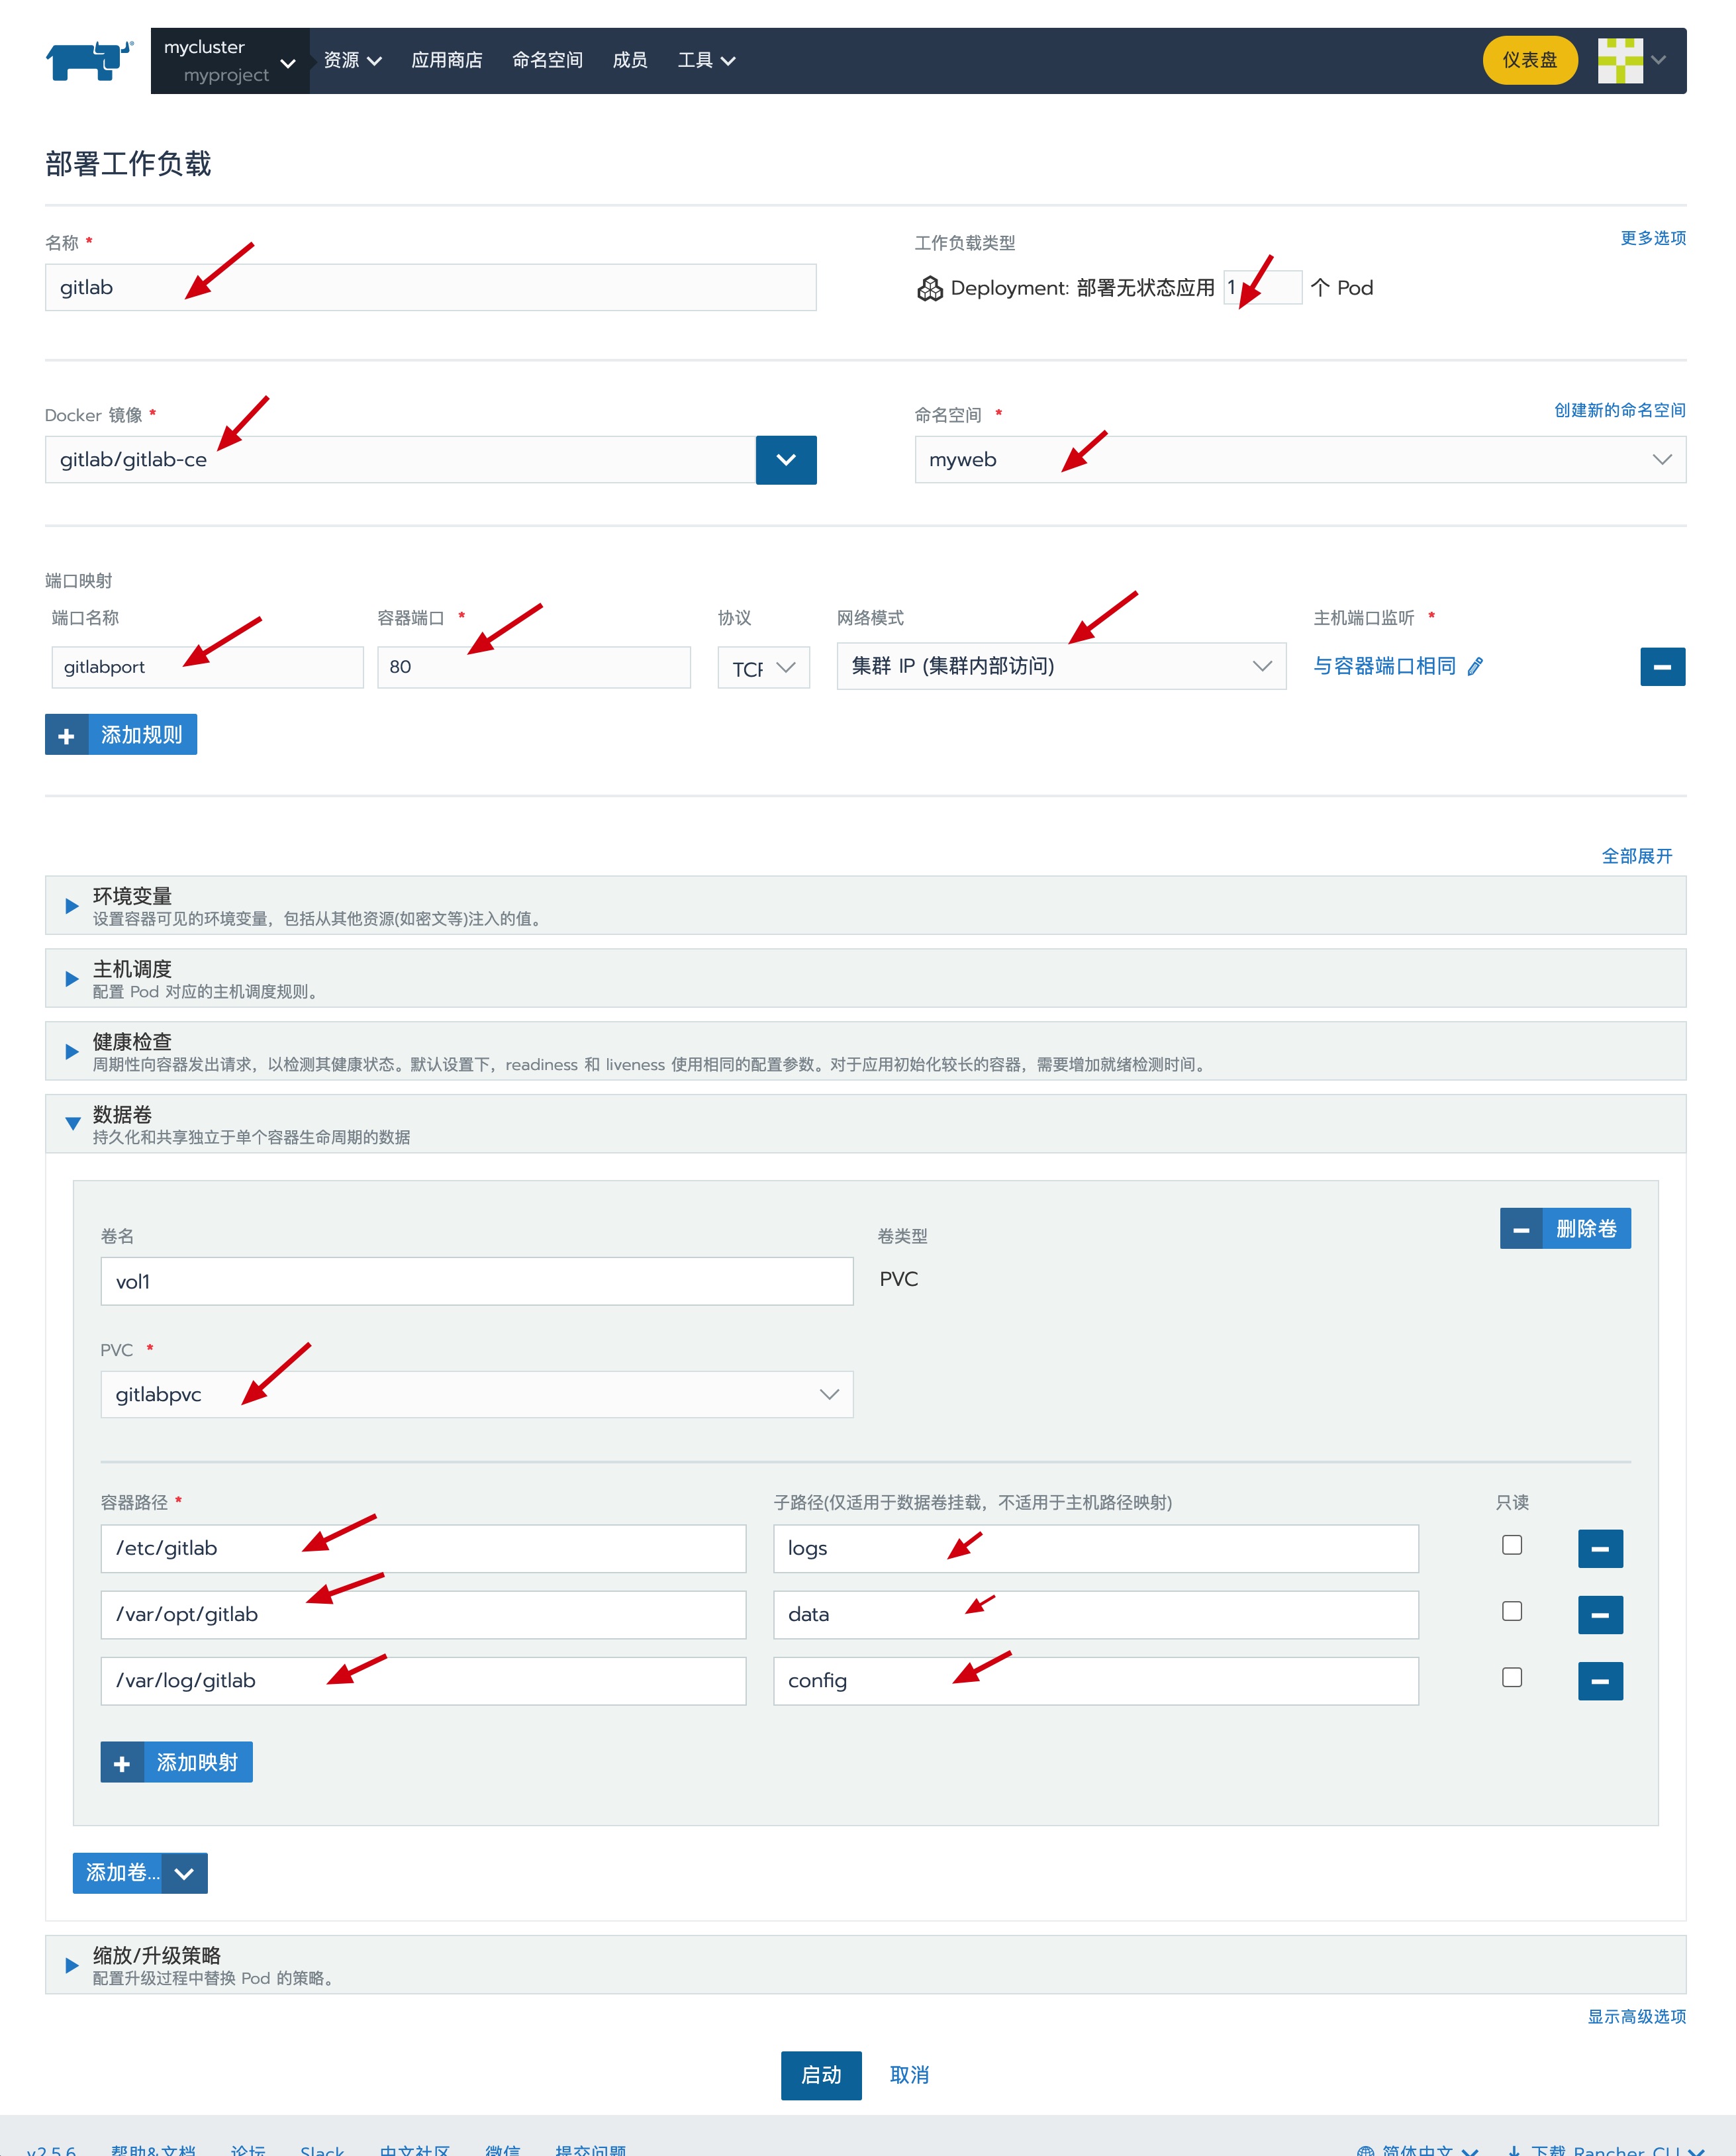 mycluster
myproject
资源
应用商店
命名空间
成员
工具
仪表盘
部署工作负载
名称 *
工作负载类型
更多选项
gitlab
Deployment: 部署无状态应用 1 个 Pod
Docker 镜像 *
命名空间 *
创建新的命名空间
gitlab/gitlab-ce
myweb
端口映射
端口名称
容器端口 *
协议
网络模式
主机端口监听 *
gitlabport
80
TCP
集群 IP (集群内部访问)
与容器端口相同
添加规则
全部展开
环境变量
设置容器可见的环境变量，包括从其他资源(如密文等)注入的值。
主机调度
配置 Pod 对应的主机调度规则。
健康检查
周期性向容器发出请求，以检测其健康状态。默认设置下，readiness 和 liveness 使用相同的配置参数。对于应用初始化较长的容器，需要增加就绪检测时间。
数据卷
持久化和共享独立于单个容器生命周期的数据
卷名
卷类型
删除卷
vol1
PVC
PVC *
gitlabpvc
容器路径 *
子路径(仅适用于数据卷挂载，不适用于主机路径映射)
只读
/etc/gitlab
logs
/var/opt/gitlab
data
/var/log/gitlab
config
添加映射
添加卷...
缩放/升级策略
配置升级过程中替换 Pod 的策略。
显示高级选项
启动
取消
v2.5.6
帮助&文档
论坛
Slack
中文社区
微信
提交问题
简体中文
下载 Rancher CLI